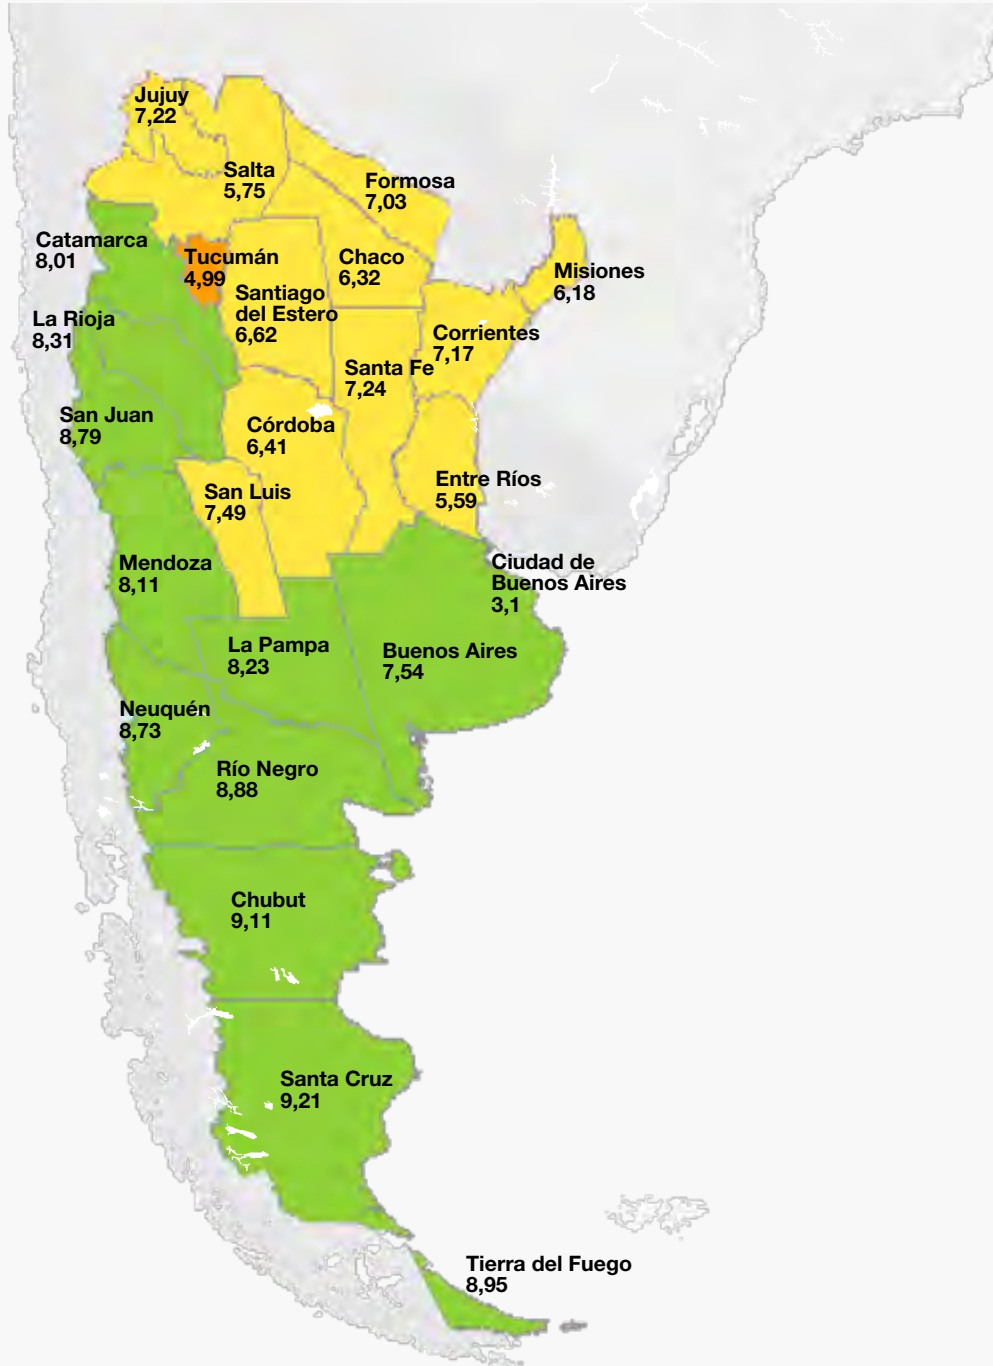 Jujuy
7,22
Salta
5,75
Formosa
7,03
Catamarca
8,01
Tucumán
4,99
Chaco
6,32
Misiones
6,18
Santiago
del Estero
6,62
La Rioja
8,31
Corrientes
7,17
Santa Fe
7,24
San Juan
8,79
Córdoba
6,41
San Luis
7,49
Entre Ríos
5,59
Mendoza
8,11
Ciudad de
Buenos Aires
3,1
La Pampa
8,23
Buenos Aires
7,54
Neuquén
8,73
Río Negro
8,88
Chubut
9,11
Santa Cruz
9,21
Tierra del Fuego
8,95